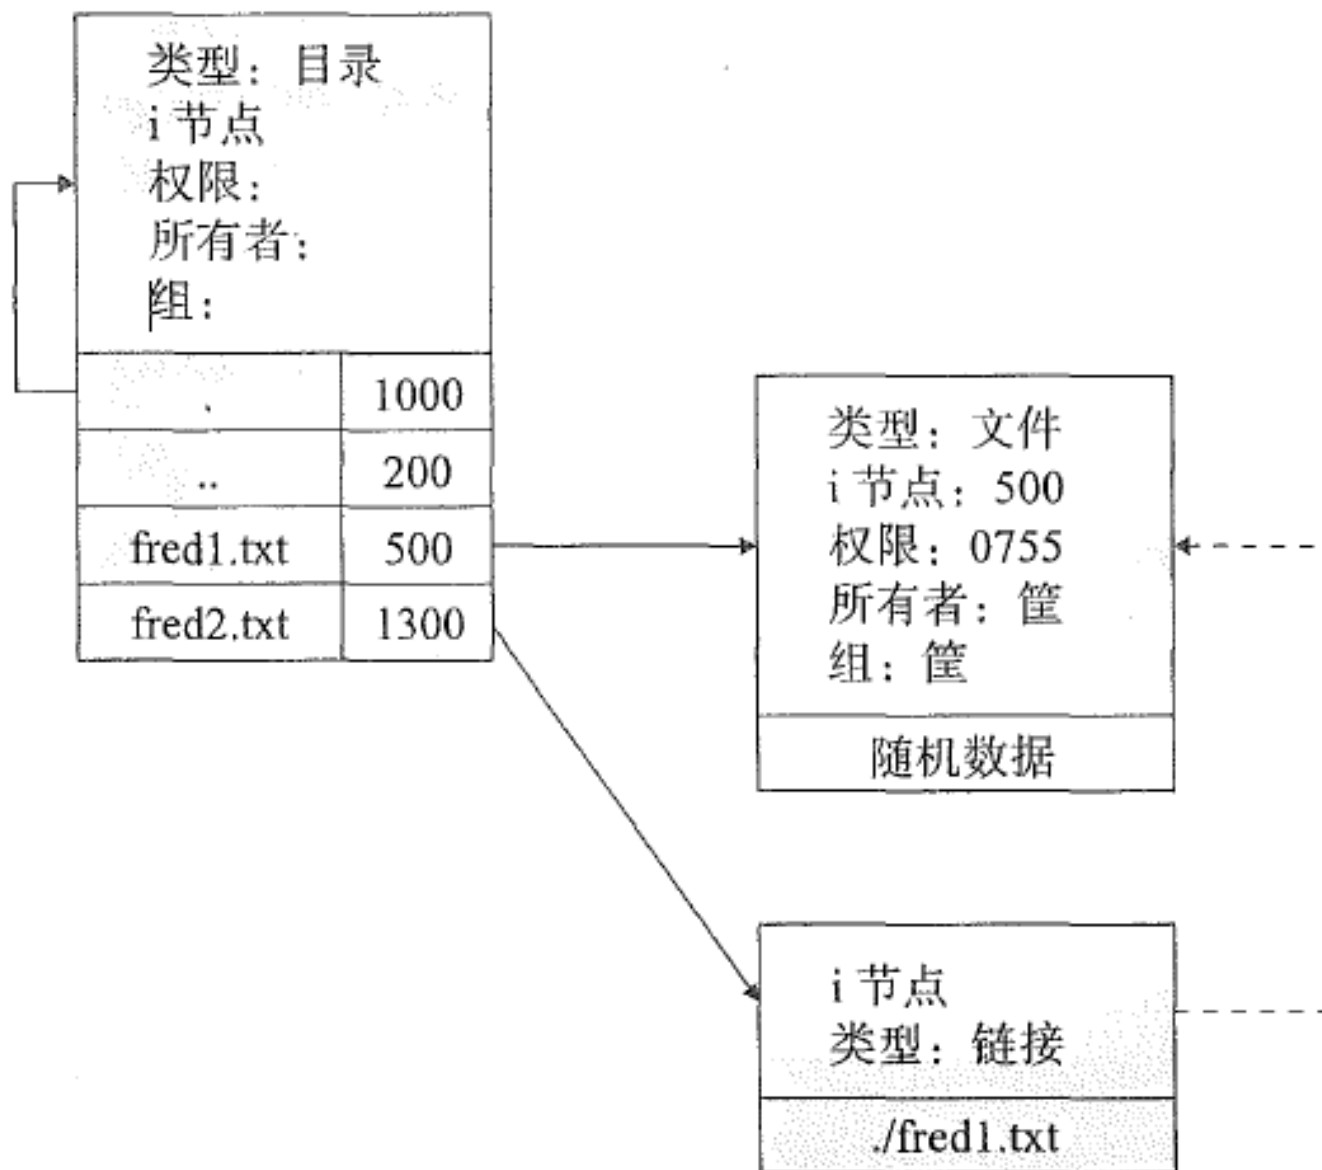 类型：目录
i 节点
权限：
所有者：
组：
. 1000
.. 200
fred1.txt 500
fred2.txt 1300
类型：文件
i 节点：500
权限：0755
所有者：筐
组：筐
随机数据
i 节点
类型：链接
./fred1.txt